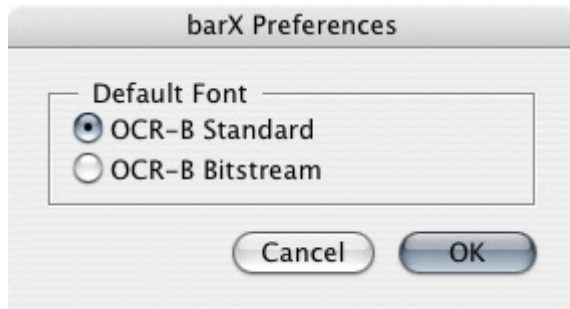 barX Preferences
Default Font
OCR-B Standard
OCR-B Bitstream
Cancel OK